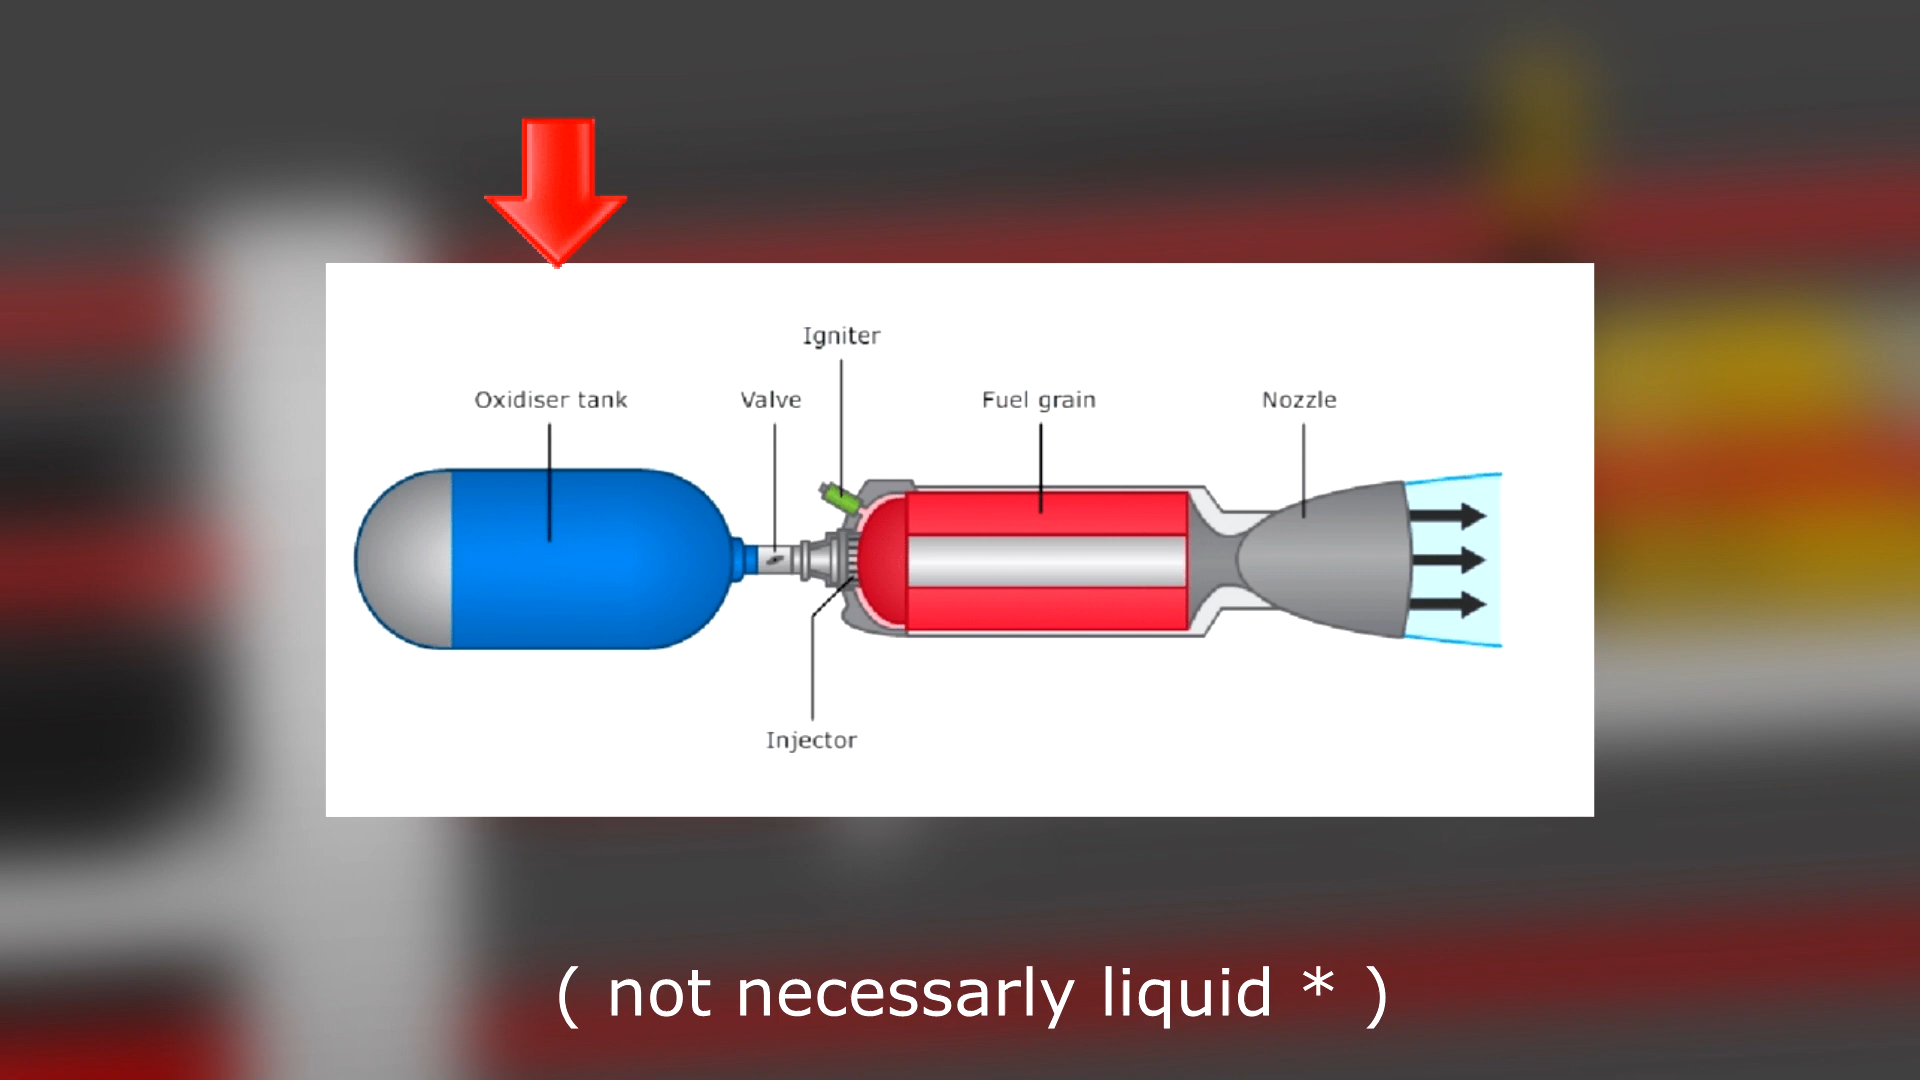 Igniter
Oxidiser tank
Valve
Fuel grain
Nozzle
Injector
( not necessarly liquid * )